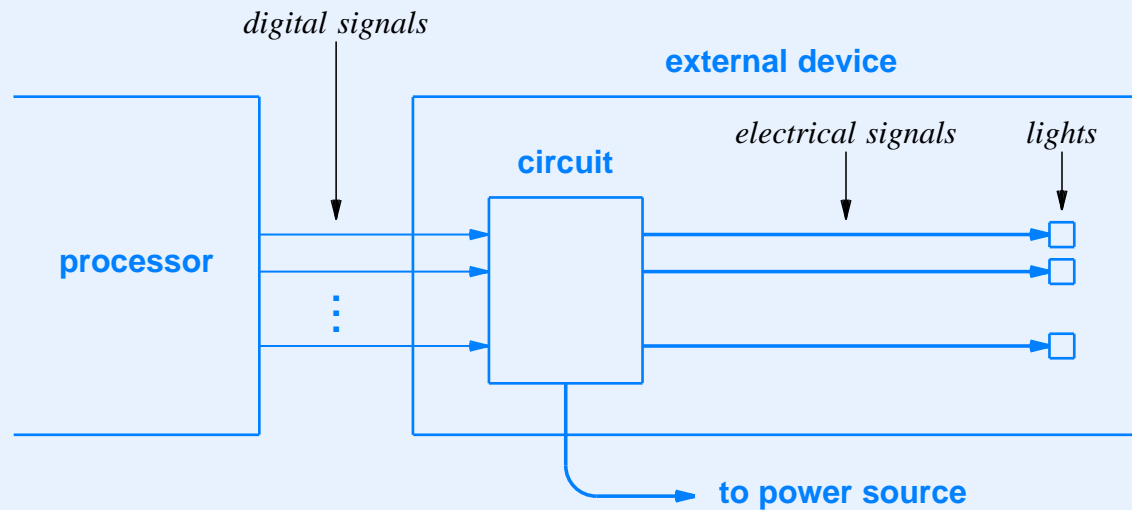 digital signals
external device
electrical signals
lights
circuit
processor
to power source